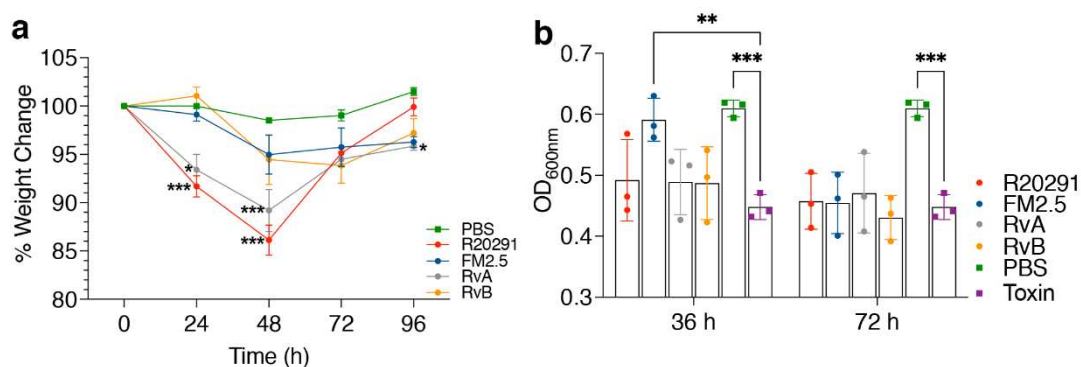 a
105
100
95
90
85
80
% Weight Change
0 24 48 72 96
Time (h)
*
***
***
***
*
PBS
R20291
FM2.5
RvA
RvB
b
0.7
0.6
0.5
0.4
0.3
OD600nm
**
***
***
36 h 72 h
R20291
FM2.5
RvA
RvB
PBS
Toxin